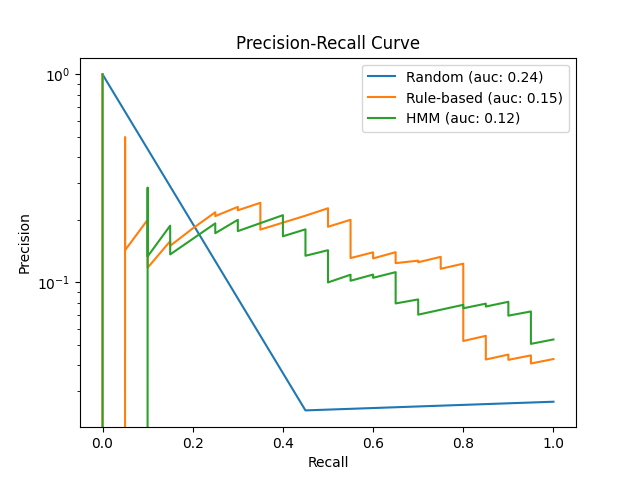 Precision-Recall Curve
Random (auc: 0.24)
Rule-based (auc: 0.15)
HMM (auc: 0.12)
10⁰
10⁻¹
Precision
0.0 0.2 0.4 0.6 0.8 1.0
Recall